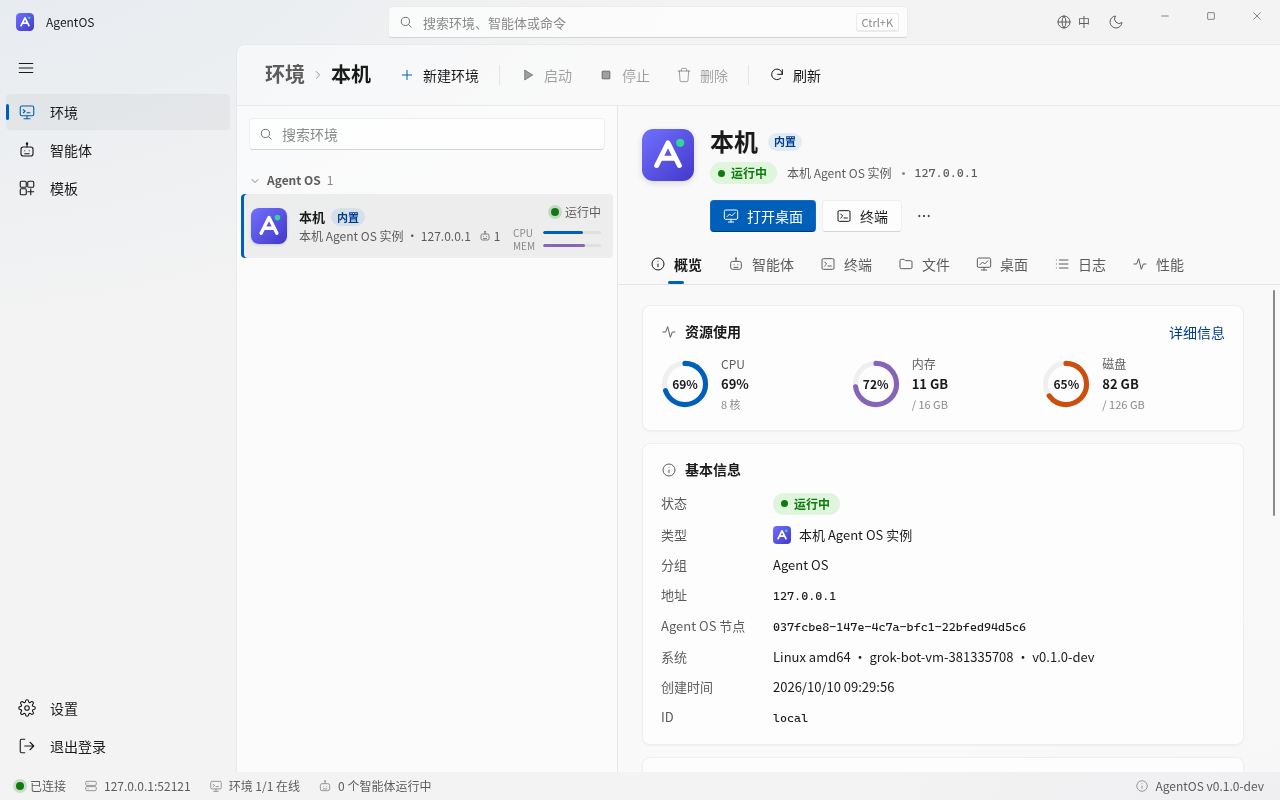 AgentOS
搜索环境、智能体或命令
Ctrl+K
中
环境
智能体
模板
设置
退出登录
环境 本机
新建环境
启动
停止
删除
刷新
搜索环境
Agent OS 1
本机 内置
运行中
本机 Agent OS 实例 • 127.0.0.1 1
CPU
MEM
本机 内置
运行中 本机 Agent OS 实例 • 127.0.0.1
打开桌面
终端
概览
智能体
终端
文件
桌面
日志
性能
资源使用
详细信息
69%
CPU
69%
8 核
72%
内存
11 GB
/ 16 GB
65%
磁盘
82 GB
/ 126 GB
基本信息
状态 运行中
类型 本机 Agent OS 实例
分组 Agent OS
地址 127.0.0.1
Agent OS 节点 037fcbe8-147e-4c7a-bfc1-22bfed94d5c6
系统 Linux amd64 • grok-bot-vm-381335708 • v0.1.0-dev
创建时间 2026/10/10 09:29:56
ID local
已连接
127.0.0.1:52121
环境 1/1 在线
0 个智能体运行中
AgentOS v0.1.0-dev